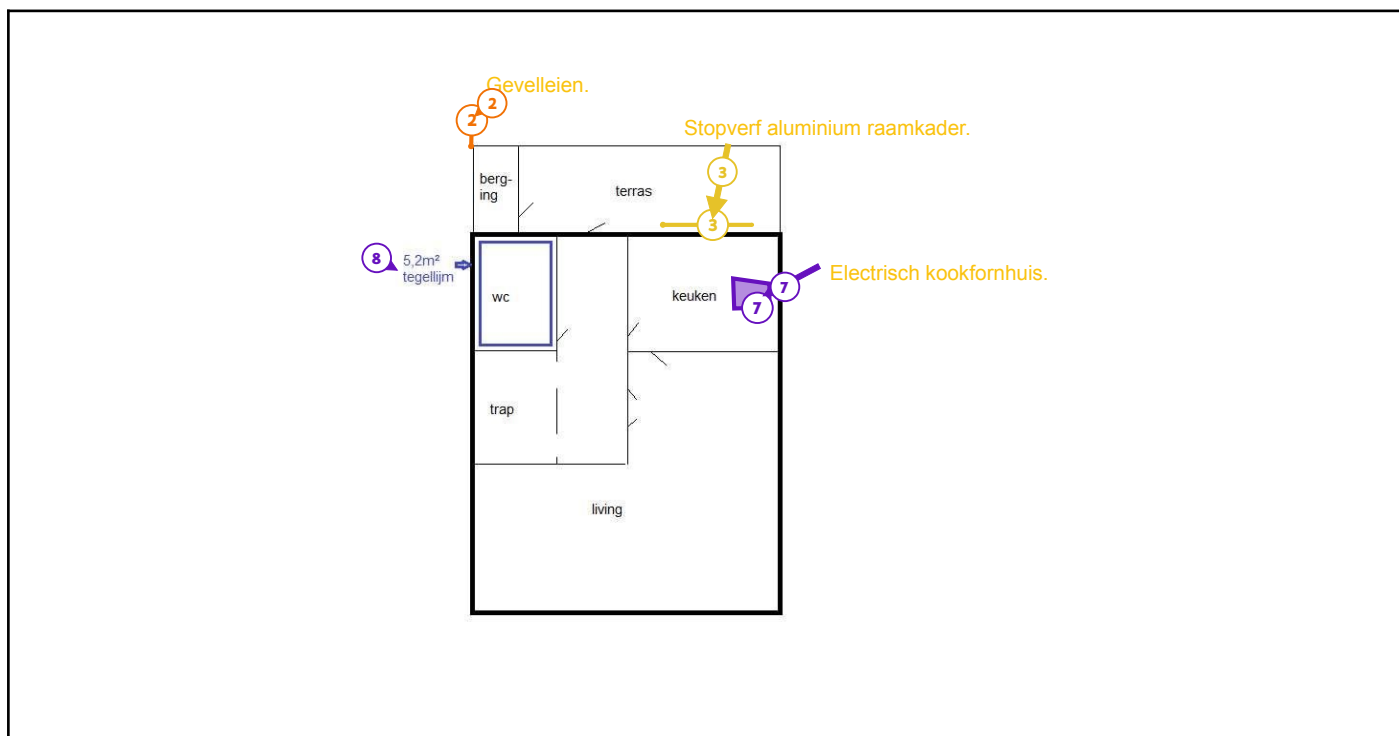 Gevelleien.
2
2
Stopverf aluminium raamkader.
3
berg-
ing
terras
3
8
5,2m²
tegellijm
Electrisch kookfornhuis.
7
7
wc
keuken
trap
living